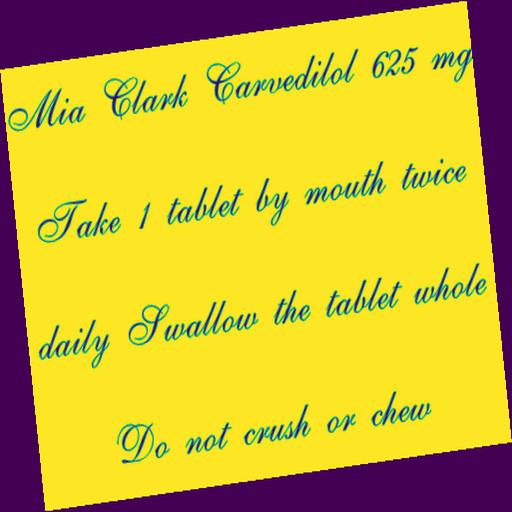 Mia Clark Carvedilol 625 mg
Take 1 tablet by mouth twice
daily Swallow the tablet whole
Do not crush or chew